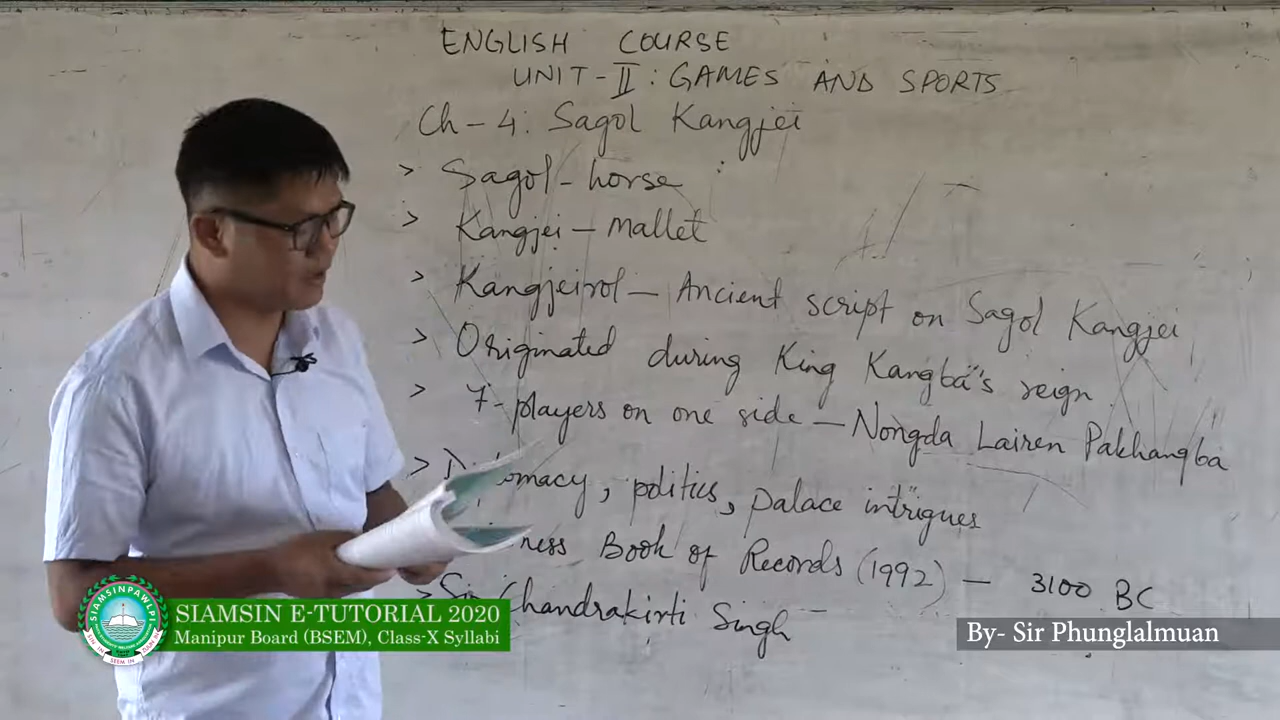 ENGLISH COURSE
UNIT-II: GAMES AND SPORTS
Ch-4: Sagol Kangjei
> Sagol - horse
> Kangjei - mallet
> Kangjeirol - Ancient script on Sagol Kangjei
> Originated during King Kangba's reign
> 7-players on one side - Nongda Lairen Pakhangba
> politics, palace intrigues
Book of Records (1992) - 3100 BC
> Sir Chandrakirti Singh
SIAMSINPAWLPI
SIAMSIN E-TUTORIAL 2020
Manipur Board (BSEM), Class-X Syllabi
By- Sir Phunglalmuan